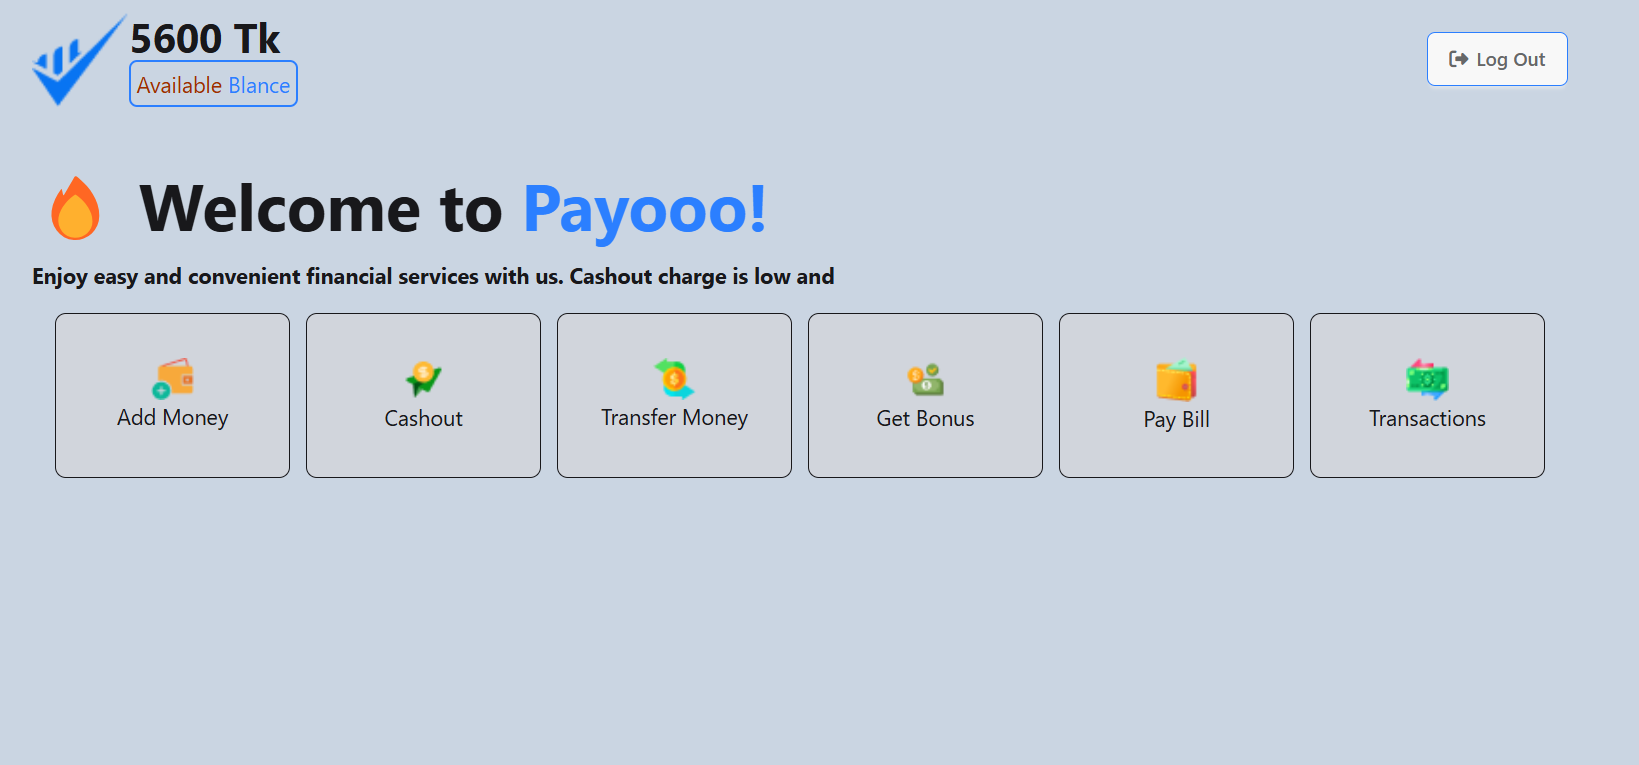 5600 Tk
Available Blance
Log Out
Welcome to Payooo!
Enjoy easy and convenient financial services with us. Cashout charge is low and
Add Money
Cashout
Transfer Money
Get Bonus
Pay Bill
Transactions